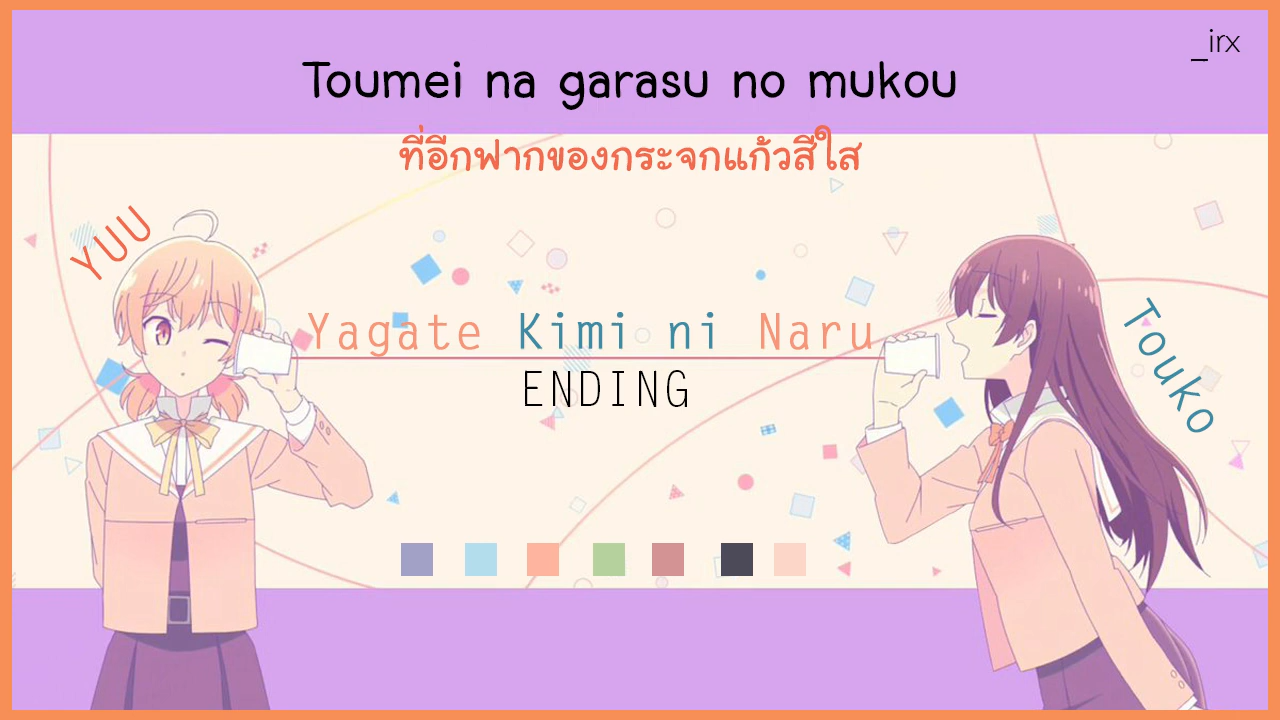 _irx
Toumei na garasu no mukou
ที่อีกฟากของกระจกแก้วสีใส
YUU
Yagate Kimi ni Naru
ENDING
Touko